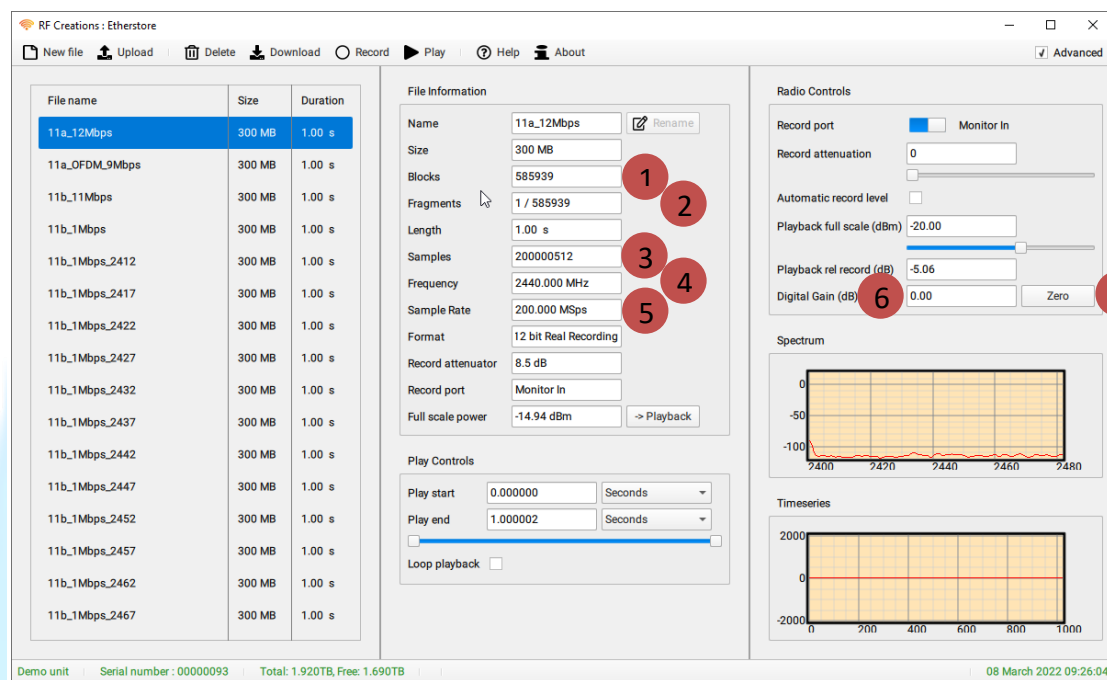 RF Creations : Etherstore
New file Upload Delete Download Record Play Help About Advanced
File name Size Duration
11a_12Mbps 300 MB 1.00 s
11a_OFDM_9Mbps 300 MB 1.00 s
11b_11Mbps 300 MB 1.00 s
11b_1Mbps 300 MB 1.00 s
11b_1Mbps_2412 300 MB 1.00 s
11b_1Mbps_2417 300 MB 1.00 s
11b_1Mbps_2422 300 MB 1.00 s
11b_1Mbps_2427 300 MB 1.00 s
11b_1Mbps_2432 300 MB 1.00 s
11b_1Mbps_2437 300 MB 1.00 s
11b_1Mbps_2442 300 MB 1.00 s
11b_1Mbps_2447 300 MB 1.00 s
11b_1Mbps_2452 300 MB 1.00 s
11b_1Mbps_2457 300 MB 1.00 s
11b_1Mbps_2462 300 MB 1.00 s
11b_1Mbps_2467 300 MB 1.00 s
File Information
Name 11a_12Mbps Rename
Size 300 MB
Blocks 585939 1
Fragments 1 / 585939 2
Length 1.00 s
Samples 200000512 3
Frequency 2440.000 MHz 4
Sample Rate 200.000 MSps 5
Format 12 bit Real Recording
Record attenuator 8.5 dB
Record port Monitor In
Full scale power -14.94 dBm -> Playback
Play Controls
Play start 0.000000 Seconds
Play end 1.000002 Seconds
Loop playback
Radio Controls
Record port Monitor In
Record attenuation 0
Automatic record level
Playback full scale (dBm) -20.00
Playback rel record (dB) -5.06
Digital Gain (dB) 6 0.00 Zero
Spectrum
0
-50
-100
2400 2420 2440 2460 2480
Timeseries
2000
0
-2000
0 200 400 600 800 1000
Demo unit Serial number : 00000093 Total: 1.920TB, Free: 1.690TB 08 March 2022 09:26:04